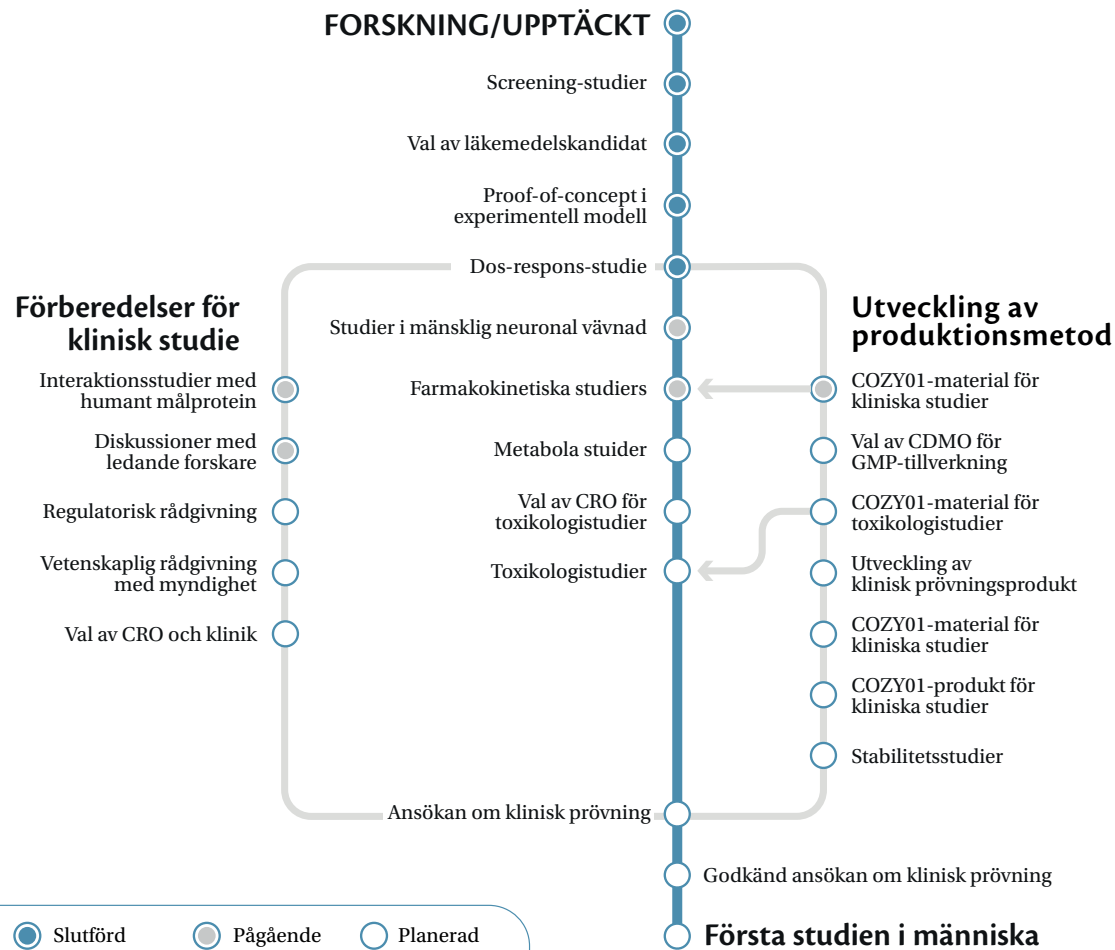 FORSKNING/UPPTÄCKT
Screening-studier
Val av läkemedelskandidat
Proof-of-concept i
experimentell modell
Dos-respons-studie
Studier i mänsklig neuronal vävnad
Farmakokinetiska studiers
Metabola stuider
Val av CRO för
toxikologistudier
Toxikologistudier
Förberedelser för
klinisk studie
Interaktionsstudier med
humant målprotein
Diskussioner med
ledande forskare
Regulatorisk rådgivning
Vetenskaplig rådgivning
med myndighet
Val av CRO och klinik
Utveckling av
produktionsmetod
COZY01-material för
kliniska studier
Val av CDMO för
GMP-tillverkning
COZY01-material för
toxikologistudier
Utveckling av
klinisk prövningsprodukt
COZY01-material för
kliniska studier
COZY01-produkt för
kliniska studier
Stabilitetsstudier
Ansökan om klinisk prövning
Godkänd ansökan om klinisk prövning
Första studien i människa
Slutförd
Pågående
Planerad